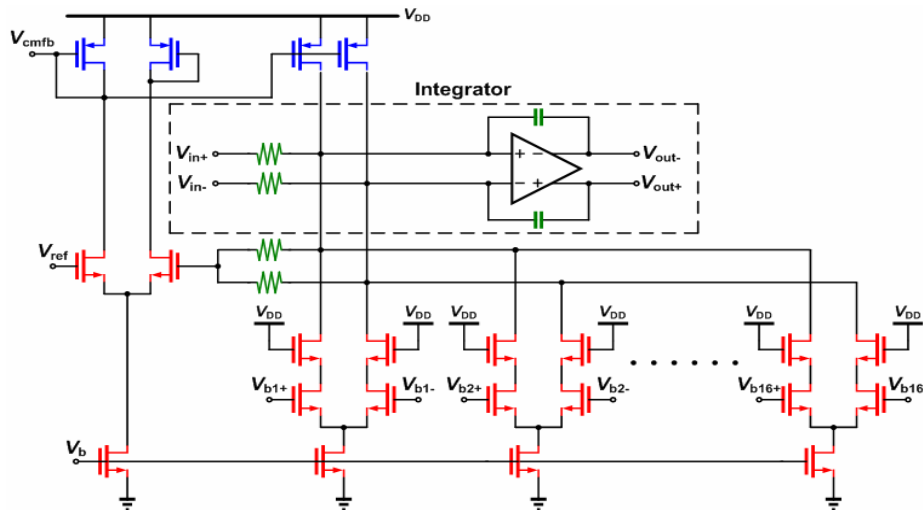 VDD
Vcmfb
Integrator
Vin+
+ −
Vout-
Vin-
− +
Vout+
Vref
VDD VDD VDD VDD VDD VDD
Vb1+ Vb1- Vb2+ Vb2- Vb16+ Vb16
Vb